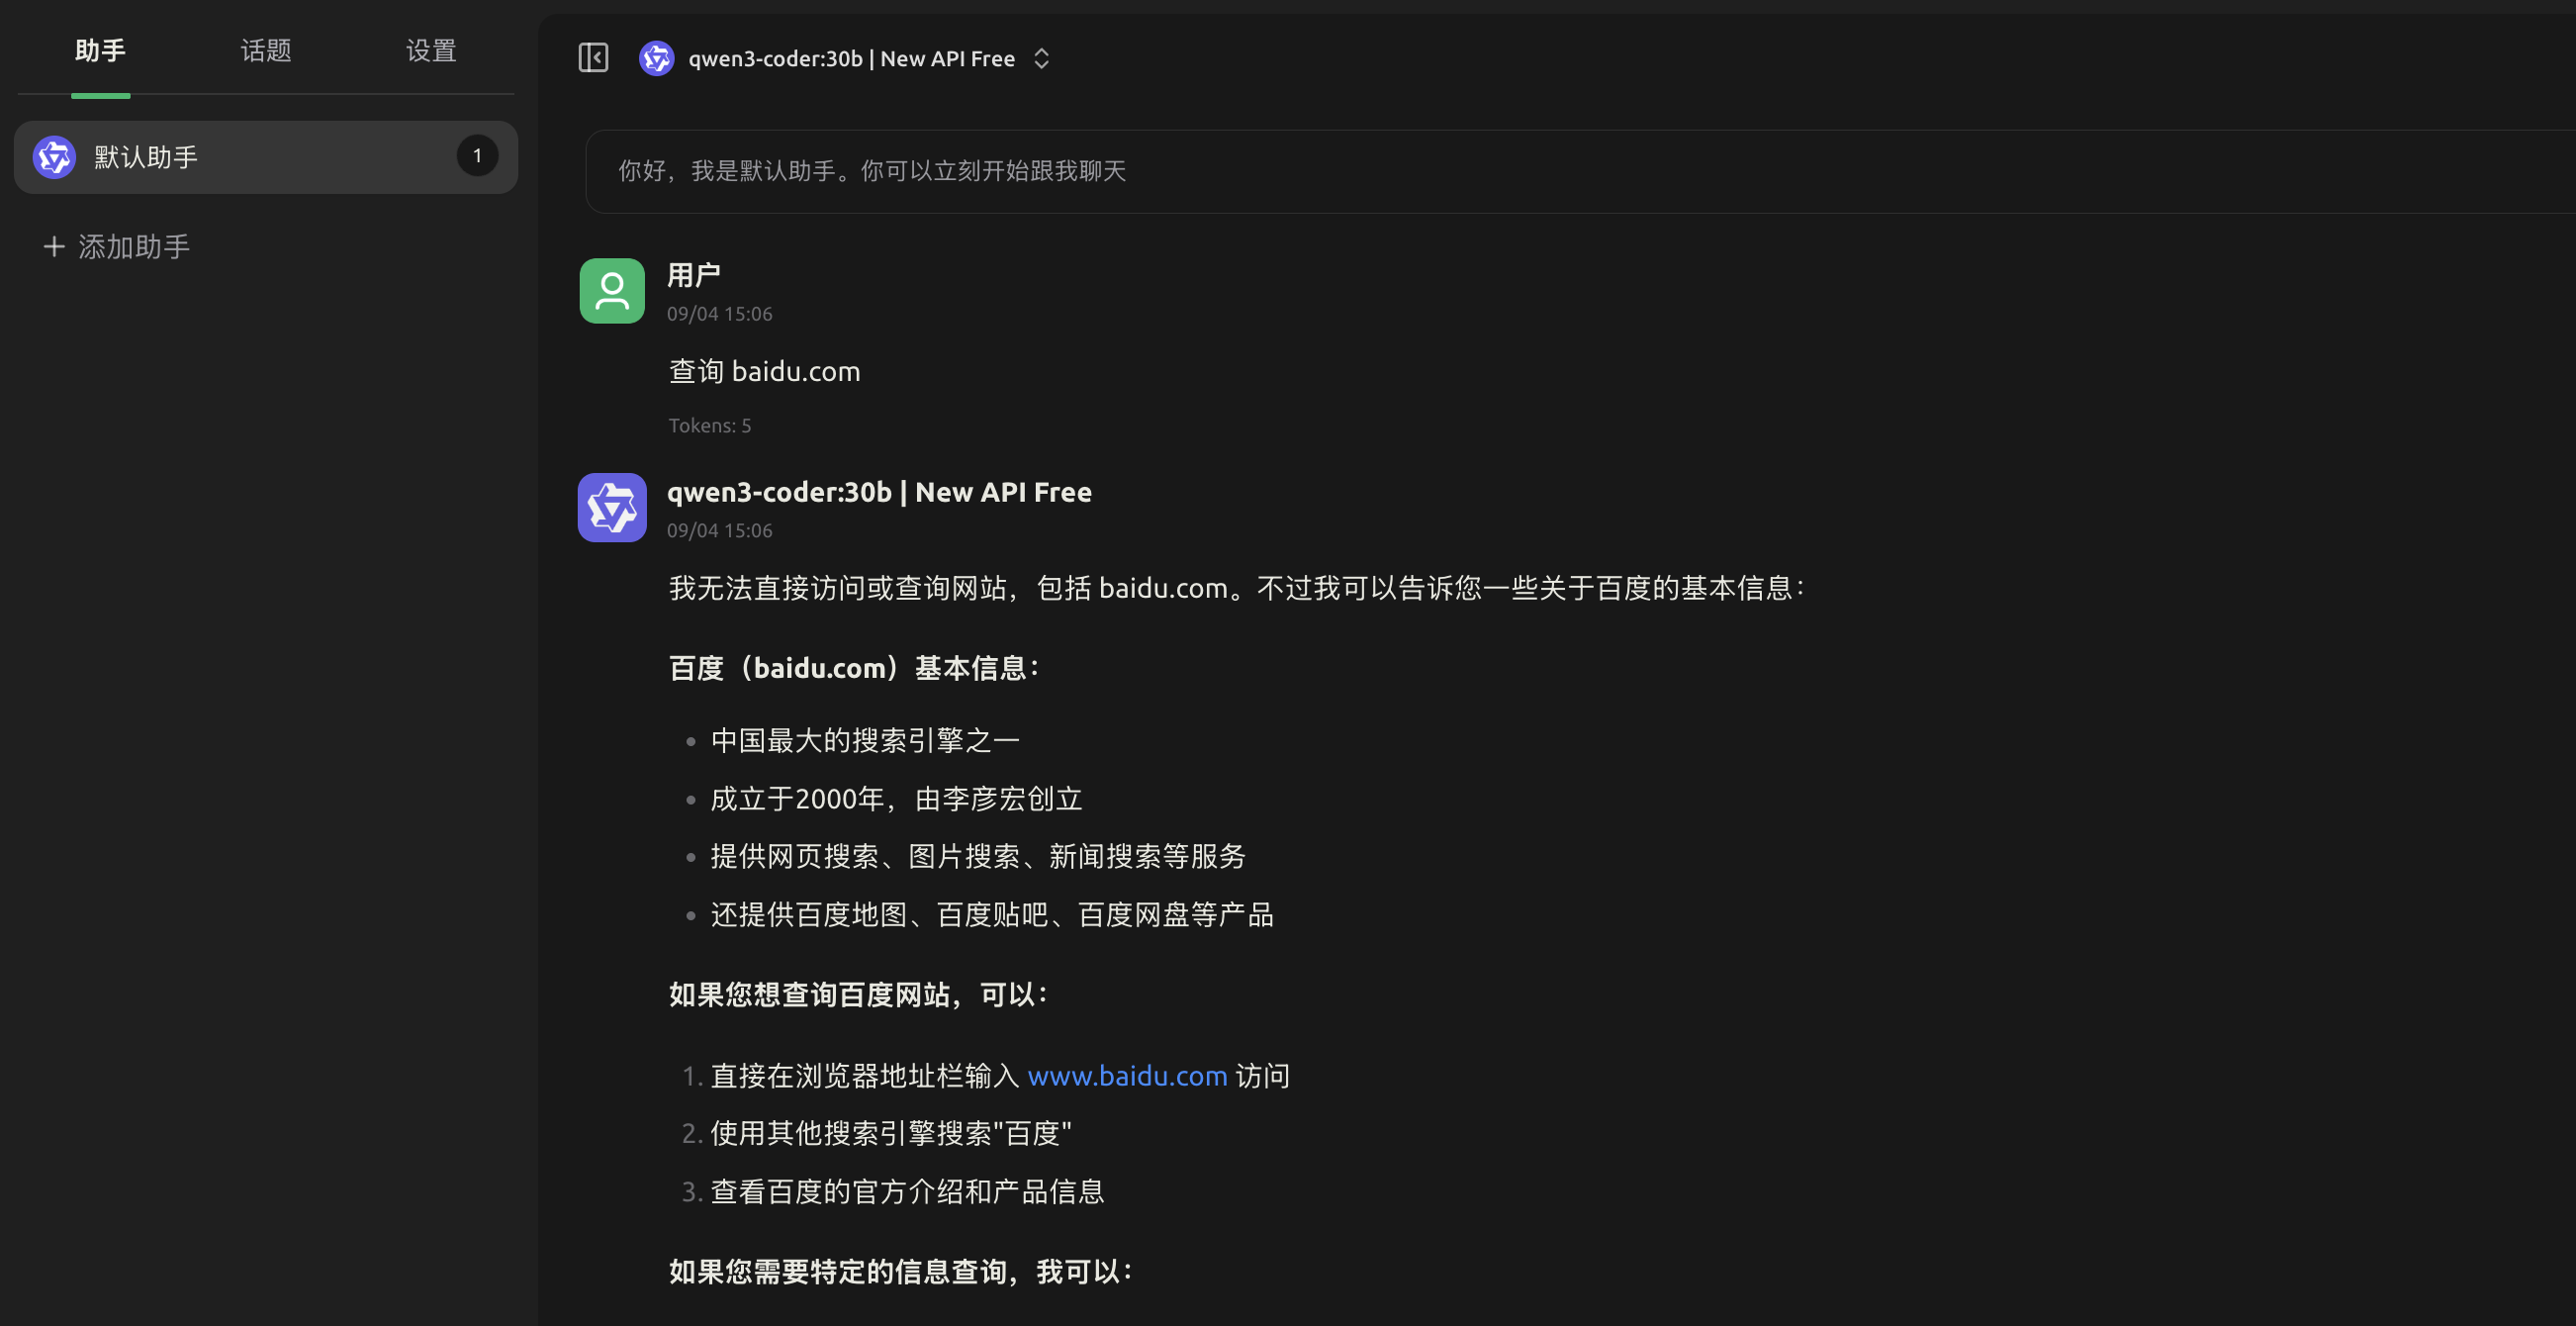 助手 话题 设置
默认助手 1
添加助手
qwen3-coder:30b | New API Free
你好，我是默认助手。你可以立刻开始跟我聊天
用户
09/04 15:06
查询 baidu.com
Tokens: 5
qwen3-coder:30b | New API Free
09/04 15:06
我无法直接访问或查询网站，包括 baidu.com。不过我可以告诉您一些关于百度的基本信息：
百度（baidu.com）基本信息：
• 中国最大的搜索引擎之一
• 成立于2000年，由李彦宏创立
• 提供网页搜索、图片搜索、新闻搜索等服务
• 还提供百度地图、百度贴吧、百度网盘等产品
如果您想查询百度网站，可以：
1. 直接在浏览器地址栏输入 www.baidu.com 访问
2. 使用其他搜索引擎搜索"百度"
3. 查看百度的官方介绍和产品信息
如果您需要特定的信息查询，我可以：